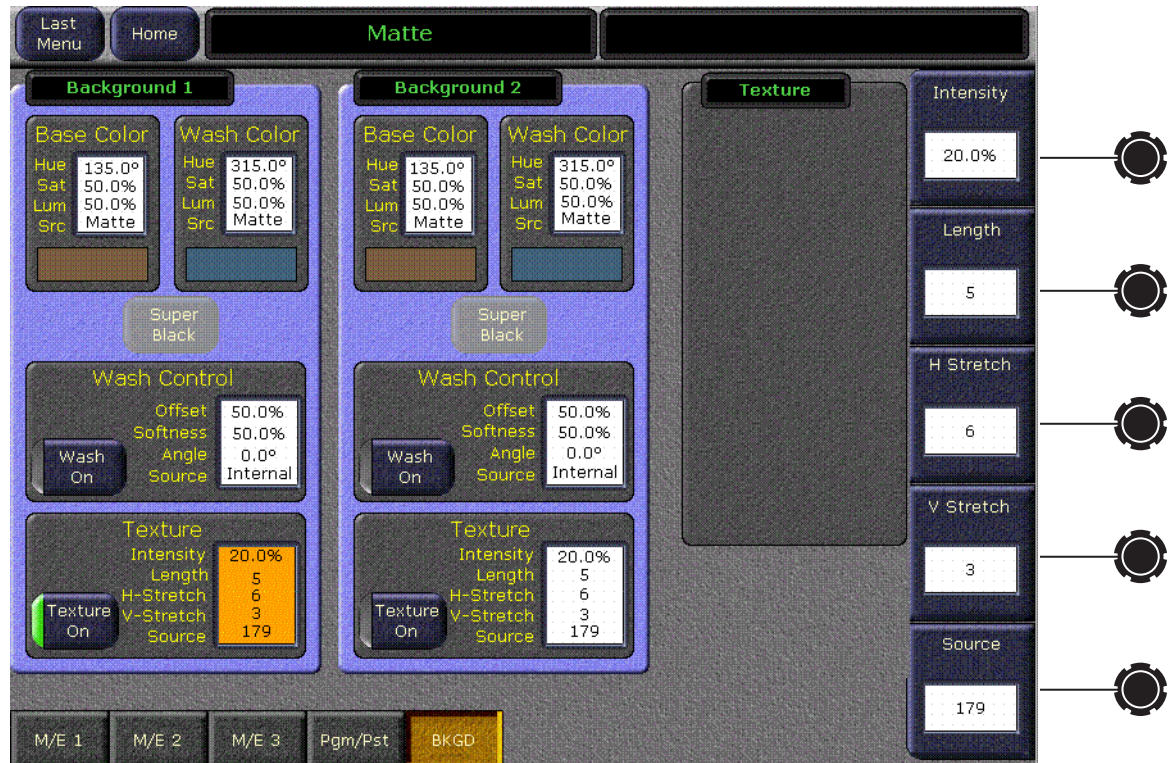 Last Menu
Home
Matte
Background 1
Base Color
Hue 135.0°
Sat 50.0%
Lum 50.0%
Src Matte
Wash Color
Hue 315.0°
Sat 50.0%
Lum 50.0%
Src Matte
Super Black
Wash Control
Offset 50.0%
Softness 50.0%
Angle 0.0°
Source Internal
Wash On
Texture
Intensity 20.0%
Length 5
H-Stretch 6
V-Stretch 3
Source 179
Texture On
Background 2
Base Color
Hue 135.0°
Sat 50.0%
Lum 50.0%
Src Matte
Wash Color
Hue 315.0°
Sat 50.0%
Lum 50.0%
Src Matte
Super Black
Wash Control
Offset 50.0%
Softness 50.0%
Angle 0.0°
Source Internal
Wash On
Texture
Intensity 20.0%
Length 5
H-Stretch 6
V-Stretch 3
Source 179
Texture On
Texture
Intensity
20.0%
Length
5
H Stretch
6
V Stretch
3
Source
179
M/E 1
M/E 2
M/E 3
Pgm/Pst
BKGD